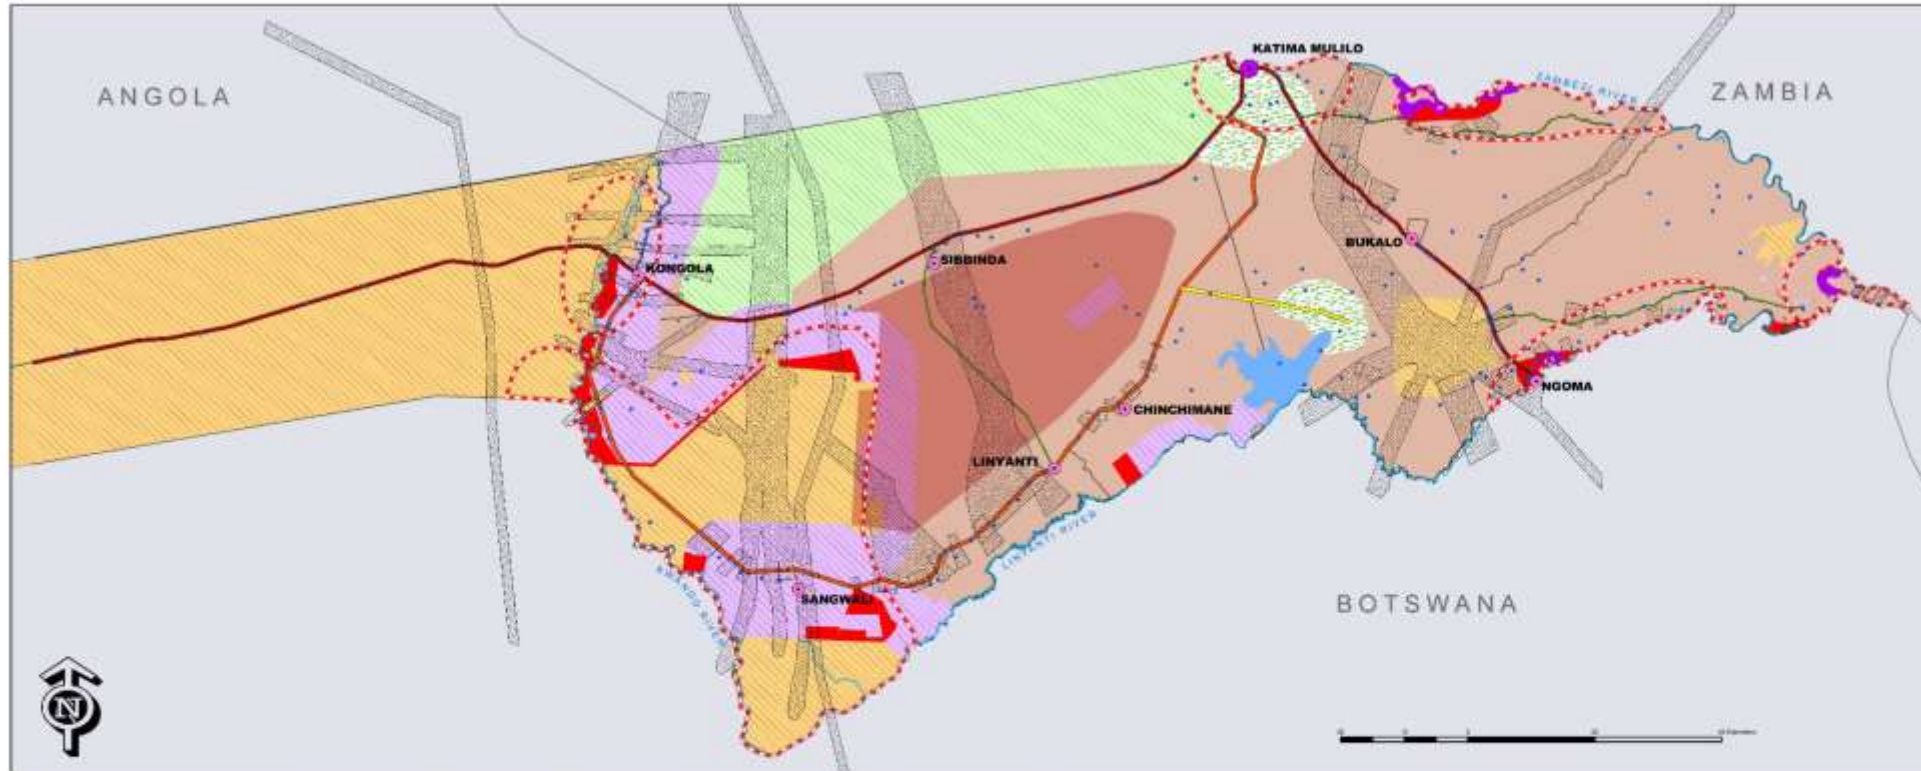 KATIMA MULILO
ANGOLA
ZAMBEZI RIVER
ZAMBIA
BUKALO
SIBBINDA
KONGOLA
NGOMA
CHINCHIMANE
LINYANTI
LINYANTI RIVER
KWANDO RIVER
SANGWALI
BOTSWANA
N